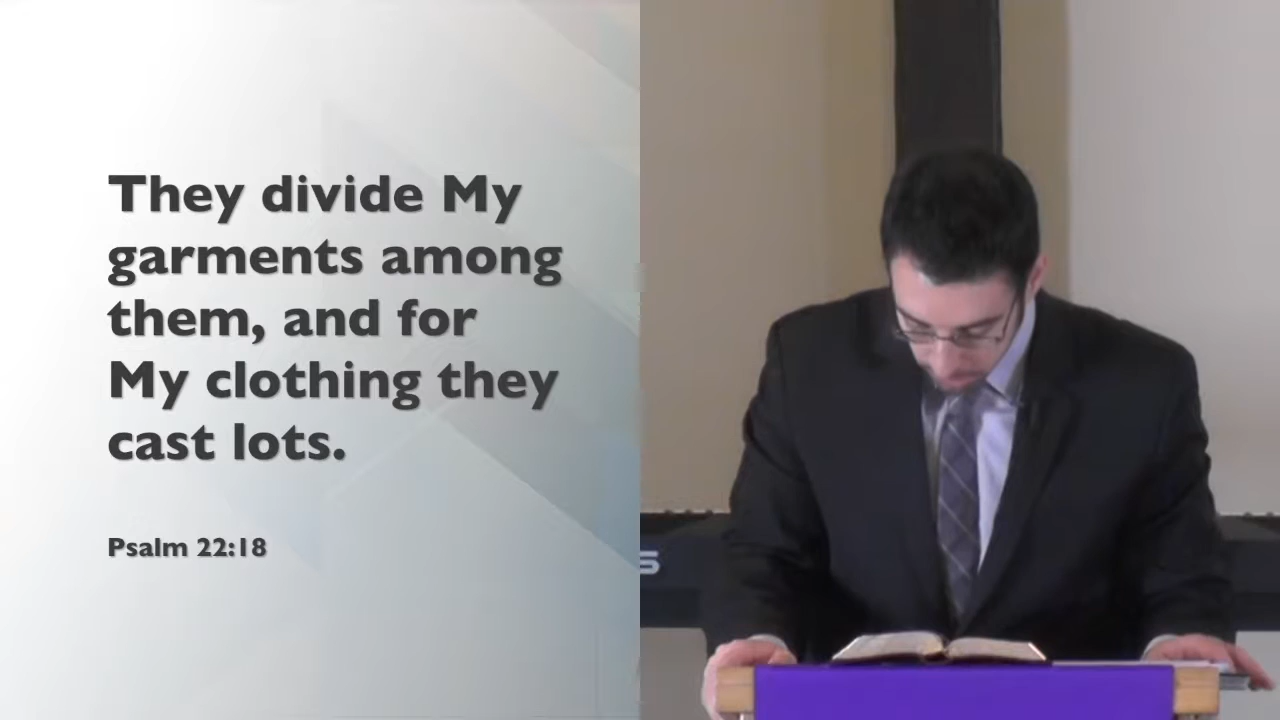 They divide My
garments among
them, and for
My clothing they
cast lots.
Psalm 22:18